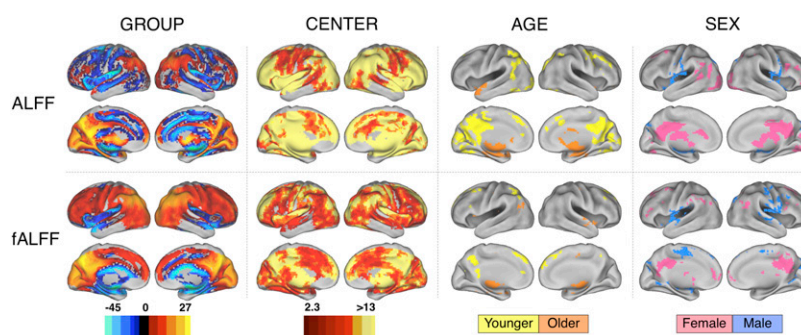 GROUP CENTER AGE SEX
ALFF
fALFF
-45 0 27 2.3 >13
Younger Older Female Male